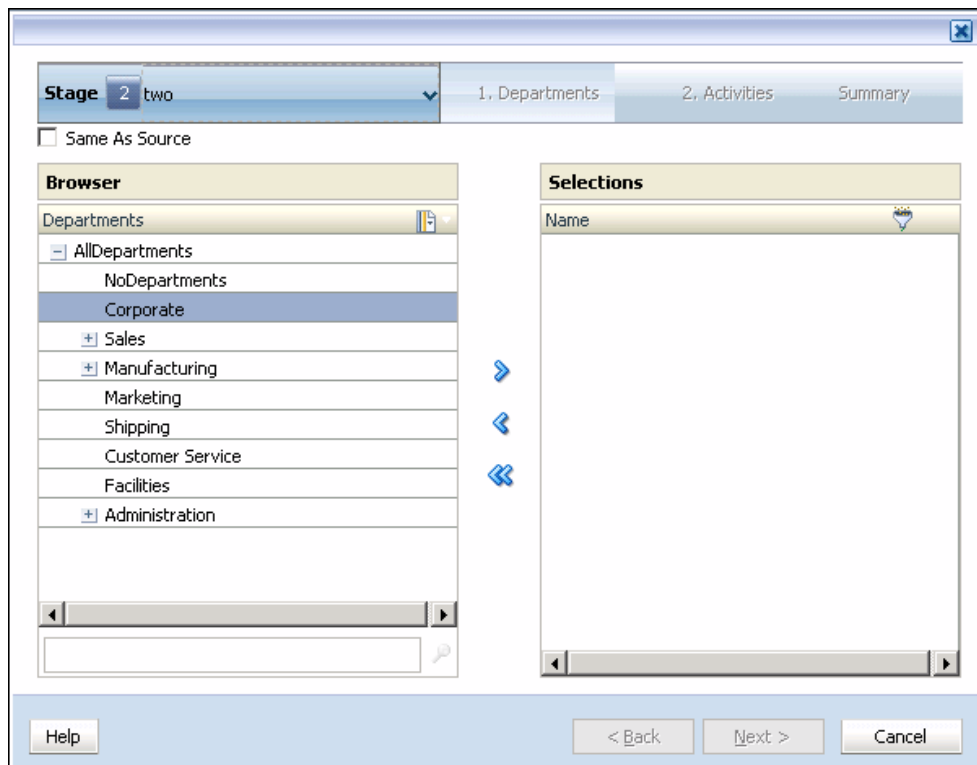 Stage 2 two 1. Departments 2. Activities Summary
Same As Source
Browser
Selections
Departments
Name
AllDepartments
NoDepartments
Corporate
Sales
Manufacturing
Marketing
Shipping
Customer Service
Facilities
Administration
Help
< Back
Next >
Cancel